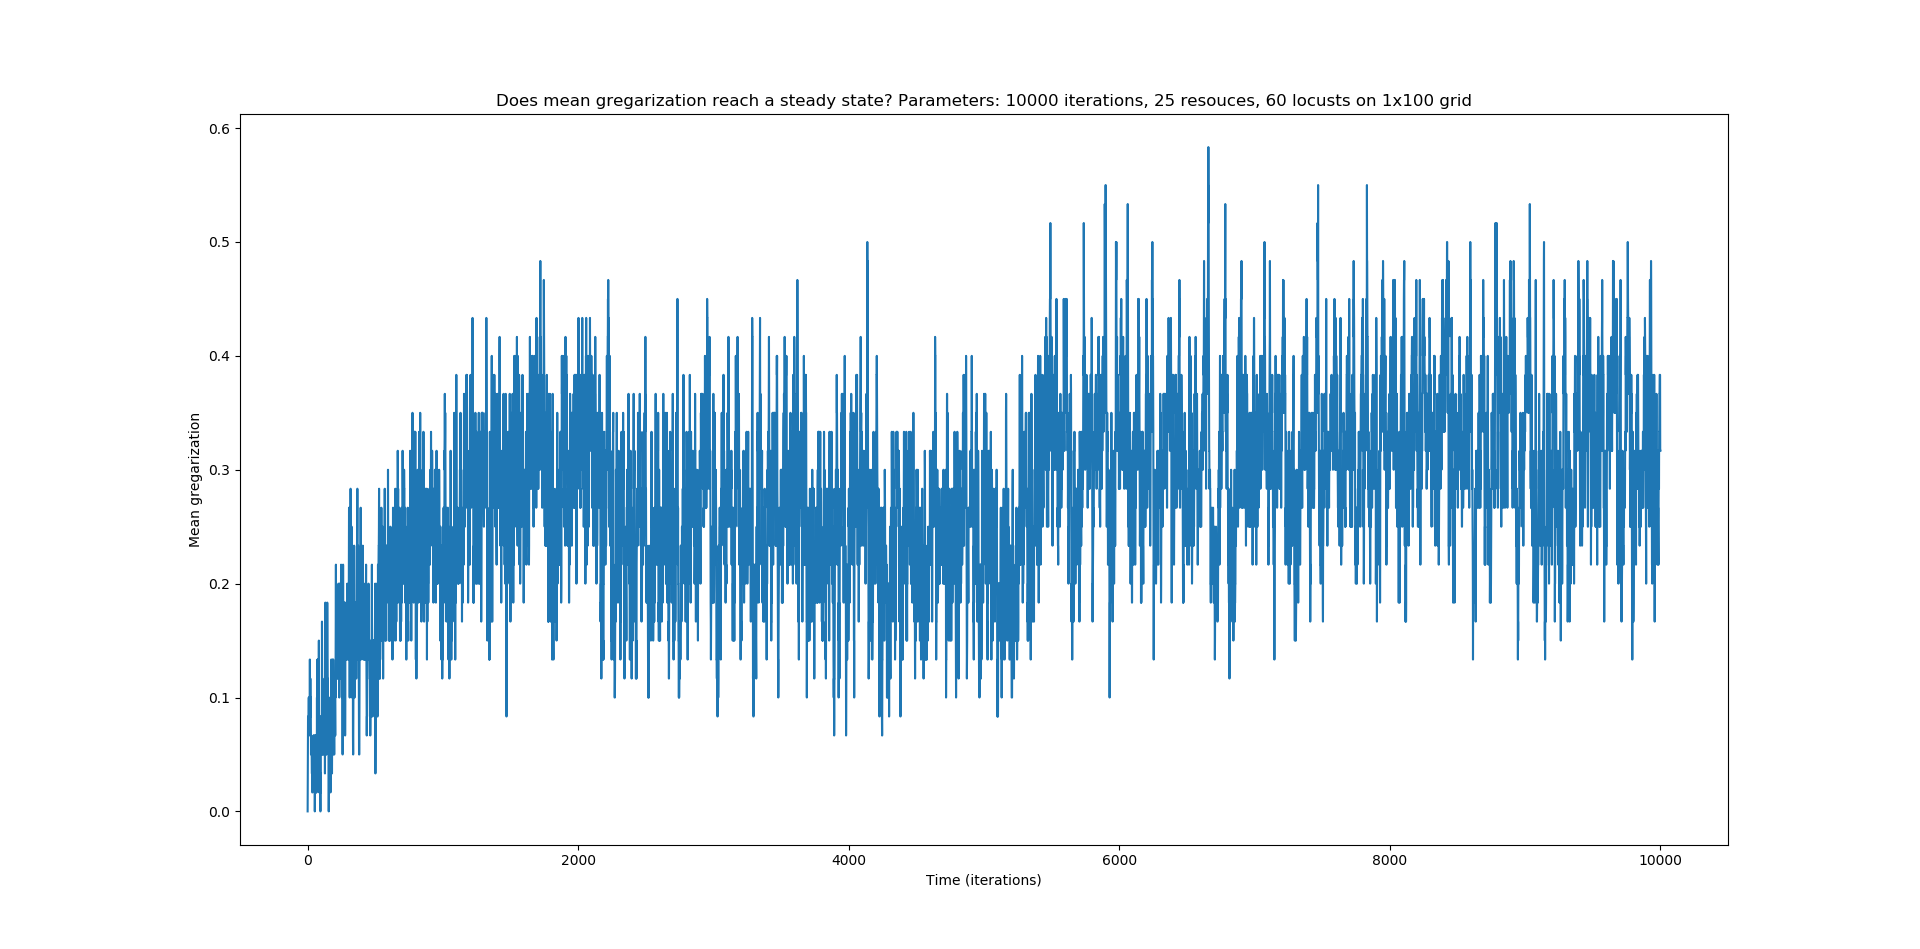 Does mean gregarization reach a steady state? Parameters: 10000 iterations, 25 resouces, 60 locusts on 1x100 grid
0.6
0.5
0.4
0.3
0.2
0.1
0.0
Mean gregarization
0 2000 4000 6000 8000 10000
Time (iterations)